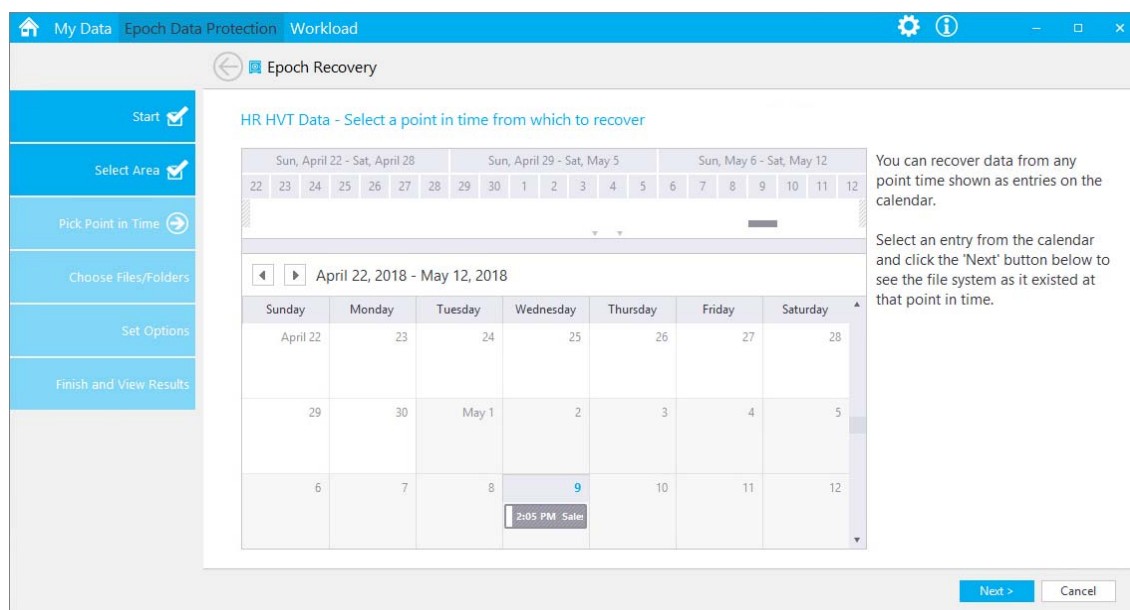 My Data Epoch Data Protection Workload
Epoch Recovery
Start
Select Area
Pick Point in Time
Choose Files/Folders
Set Options
Finish and View Results
HR HVT Data - Select a point in time from which to recover
Sun, April 22 - Sat, April 28 Sun, April 29 - Sat, May 5 Sun, May 6 - Sat, May 12
22 23 24 25 26 27 28 29 30 1 2 3 4 5 6 7 8 9 10 11 12
April 22, 2018 - May 12, 2018
Sunday Monday Tuesday Wednesday Thursday Friday Saturday
April 22 23 24 25 26 27 28
29 30 May 1 2 3 4 5
6 7 8 9 10 11 12
2:05 PM Sales
You can recover data from any
point time shown as entries on the
calendar.
Select an entry from the calendar
and click the 'Next' button below to
see the file system as it existed at
that point in time.
Next > Cancel